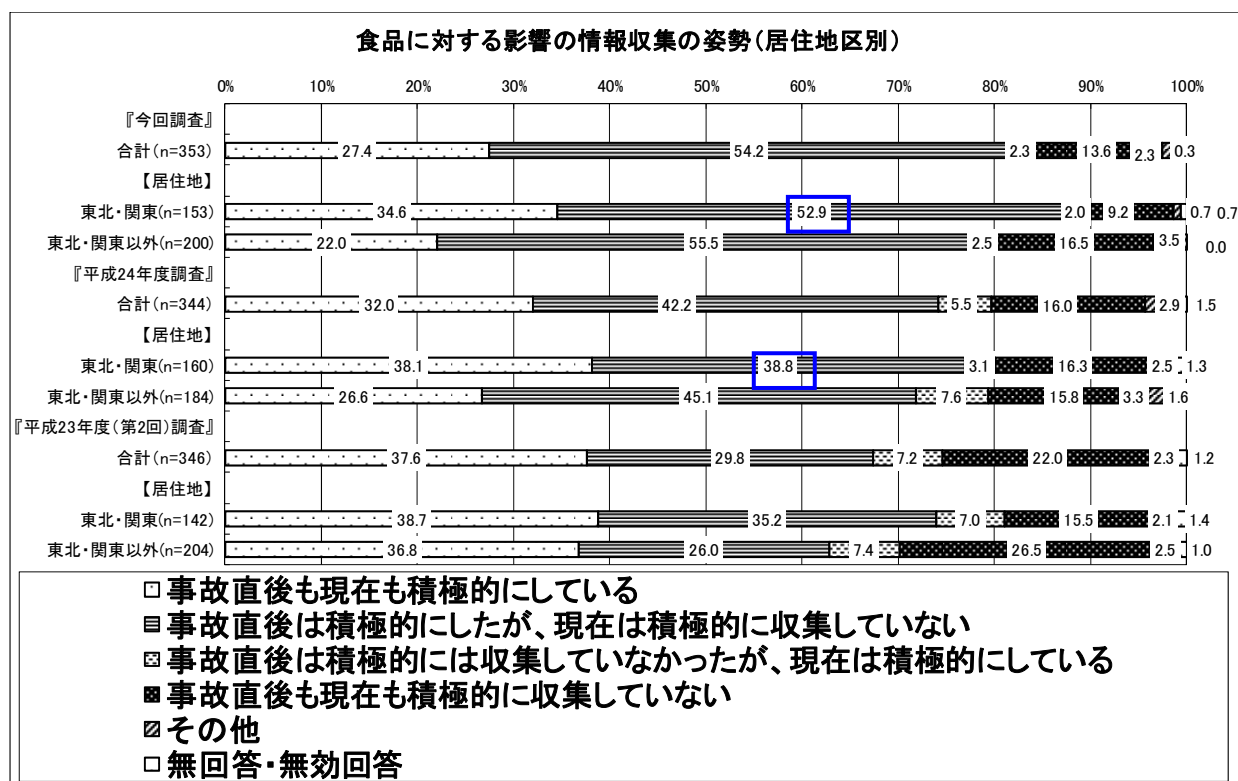 食品に対する影響の情報収集の姿勢(居住地区別)
0% 10% 20% 30% 40% 50% 60% 70% 80% 90% 100%
『今回調査』
合計(n=353) 27.4 54.2 2.3 13.6 2.3 0.3
【居住地】
東北・関東(n=153) 34.6 52.9 2.0 9.2 0.7 0.7
東北・関東以外(n=200) 22.0 55.5 2.5 16.5 3.5 0.0
『平成24年度調査』
合計(n=344) 32.0 42.2 5.5 16.0 2.9 1.5
【居住地】
東北・関東(n=160) 38.1 38.8 3.1 16.3 2.5 1.3
東北・関東以外(n=184) 26.6 45.1 7.6 15.8 3.3 1.6
『平成23年度(第2回)調査』
合計(n=346) 37.6 29.8 7.2 22.0 2.3 1.2
【居住地】
東北・関東(n=142) 38.7 35.2 7.0 15.5 2.1 1.4
東北・関東以外(n=204) 36.8 26.0 7.4 26.5 2.5 1.0
事故直後も現在も積極的にしている
事故直後は積極的にしたが、現在は積極的に収集していない
事故直後は積極的には収集していなかったが、現在は積極的にしている
事故直後も現在も積極的に収集していない
その他
無回答・無効回答